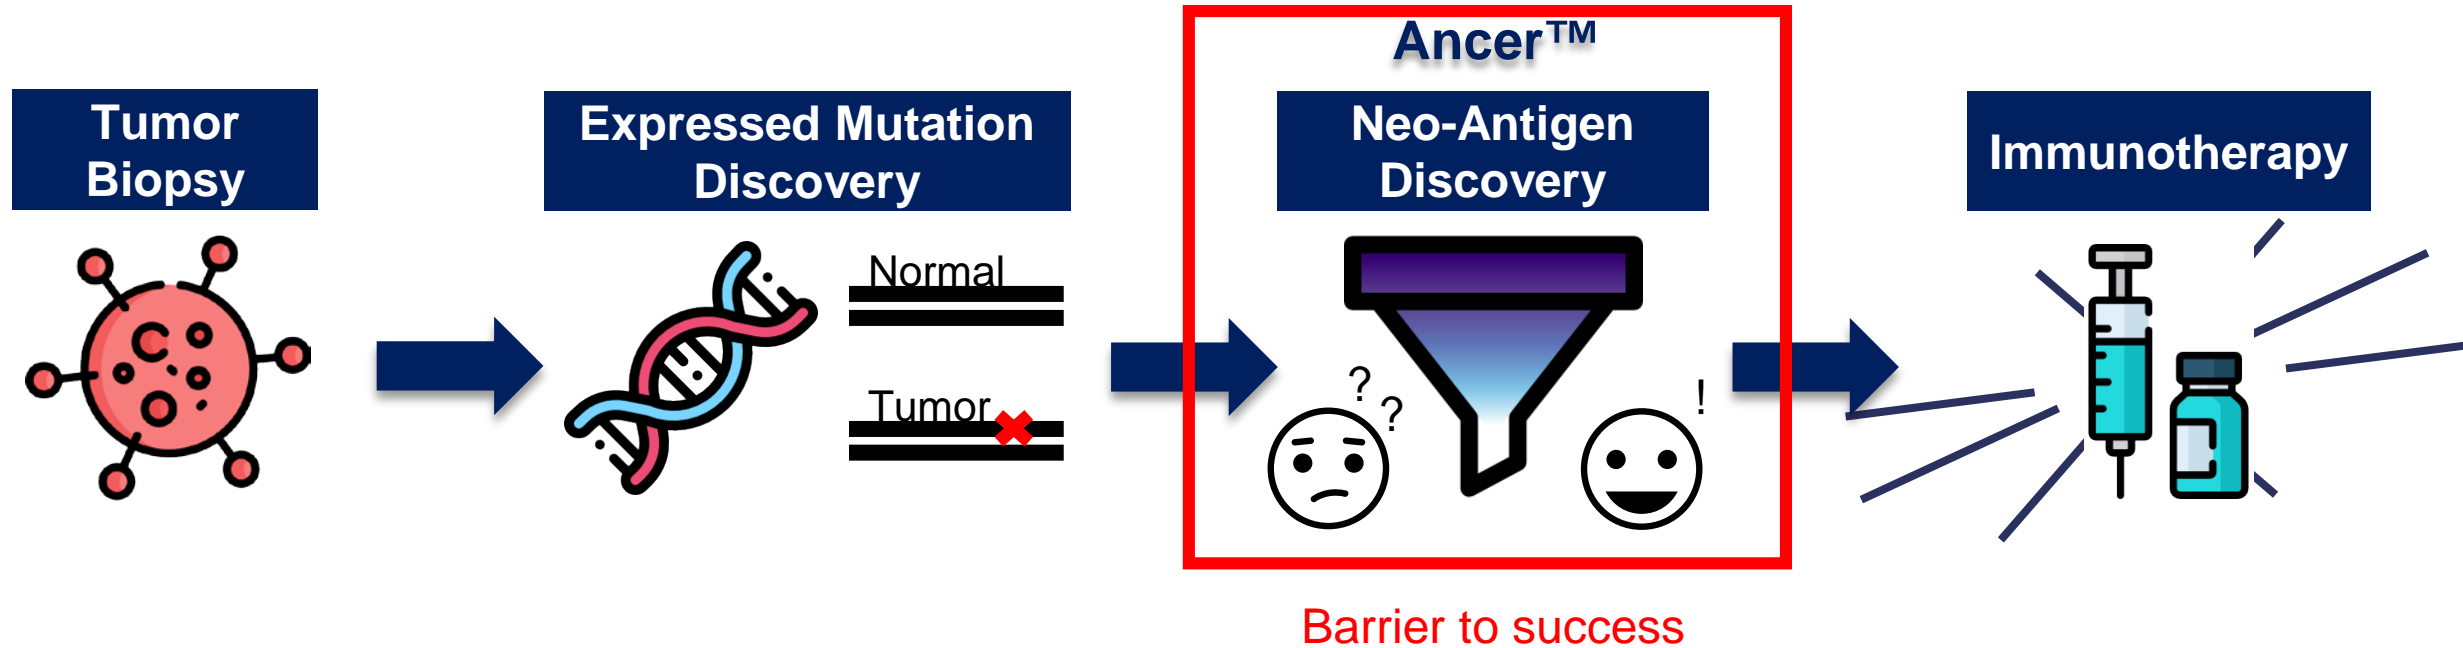 Ancer™
Tumor
Biopsy
Expressed Mutation
Discovery
Neo-Antigen
Discovery
Immunotherapy
Normal
Tumor
?
?
!
Barrier to success